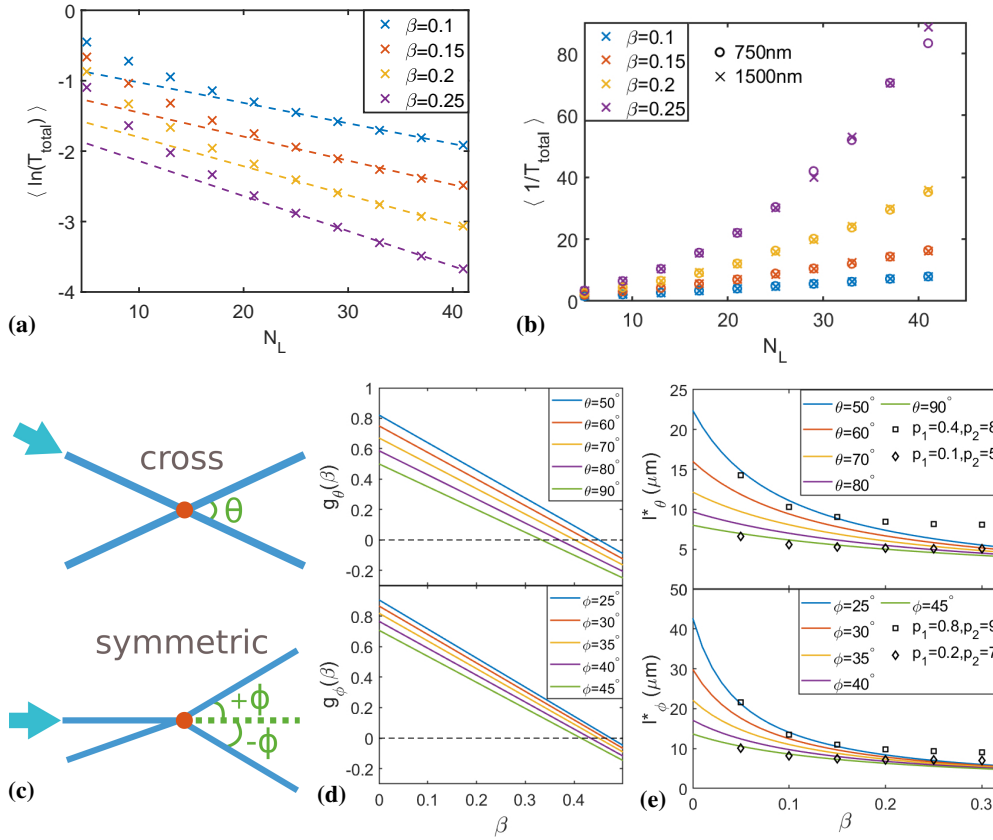 0
-1
-2
-3
-4
10
20
30
40
⟨ ln(T_total) ⟩
N_L
β=0.1
β=0.15
β=0.2
β=0.25
(a)
80
60
40
20
0
10
20
30
40
⟨ 1/T_total ⟩
N_L
β=0.1
β=0.15
β=0.2
β=0.25
750nm
1500nm
(b)
cross
θ
symmetric
+ϕ
-ϕ
(c)
1
0.8
0.6
0.4
0.2
0
-0.2
g_θ(β)
θ=50°
θ=60°
θ=70°
θ=80°
θ=90°
0.8
0.6
0.4
0.2
0
-0.2
g_ϕ(β)
ϕ=25°
ϕ=30°
ϕ=35°
ϕ=40°
ϕ=45°
0
0.1
0.2
0.3
0.4
β
(d)
25
20
15
10
5
l*_θ (μm)
θ=50°
θ=60°
θ=70°
θ=80°
θ=90°
p_1=0.4,p_2=8
p_1=0.1,p_2=5
50
40
30
20
10
0
l*_ϕ (μm)
ϕ=25°
ϕ=30°
ϕ=35°
ϕ=40°
ϕ=45°
p_1=0.8,p_2=9
p_1=0.2,p_2=7
0
0.1
0.2
0.3
β
(e)